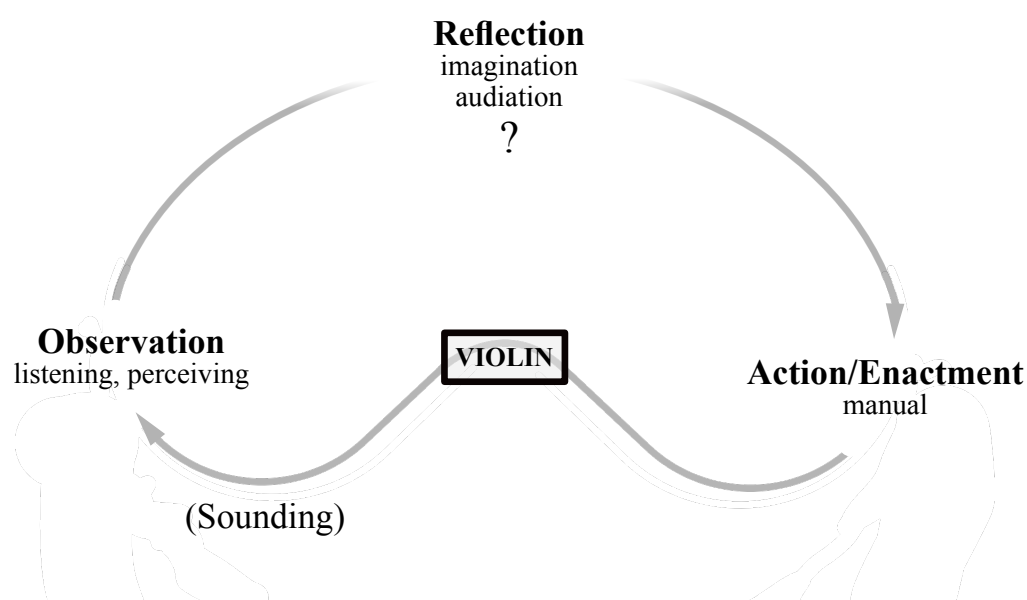 Reflection
imagination
audiation
?
Observation
listening, perceiving
VIOLIN
Action/Enactment
manual
(Sounding)